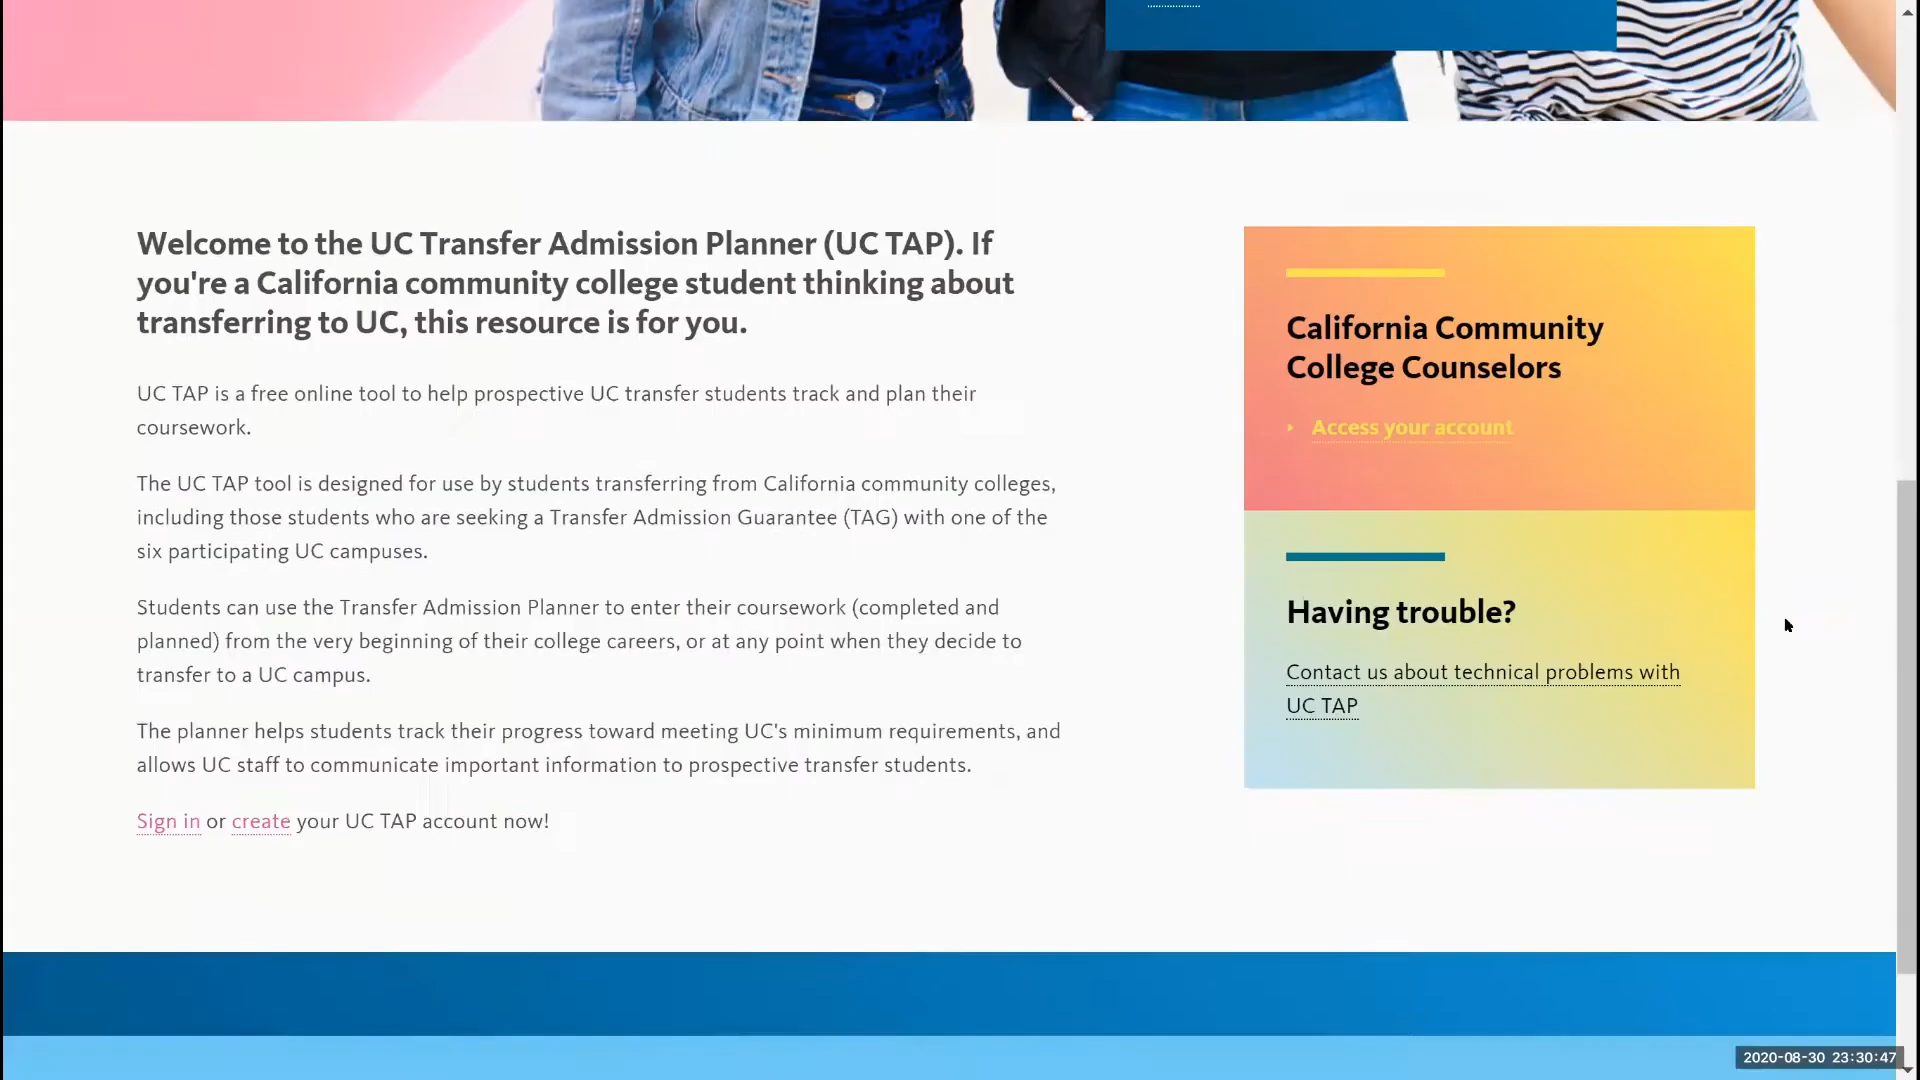 Welcome to the UC Transfer Admission Planner (UC TAP). If
you're a California community college student thinking about
transferring to UC, this resource is for you.
UC TAP is a free online tool to help prospective UC transfer students track and plan their
coursework.
The UC TAP tool is designed for use by students transferring from California community colleges,
including those students who are seeking a Transfer Admission Guarantee (TAG) with one of the
six participating UC campuses.
Students can use the Transfer Admission Planner to enter their coursework (completed and
planned) from the very beginning of their college careers, or at any point when they decide to
transfer to a UC campus.
The planner helps students track their progress toward meeting UC's minimum requirements, and
allows UC staff to communicate important information to prospective transfer students.
Sign in or create your UC TAP account now!
California Community
College Counselors
Access your account
Having trouble?
Contact us about technical problems with
UC TAP
2020-08-30 23:30:47